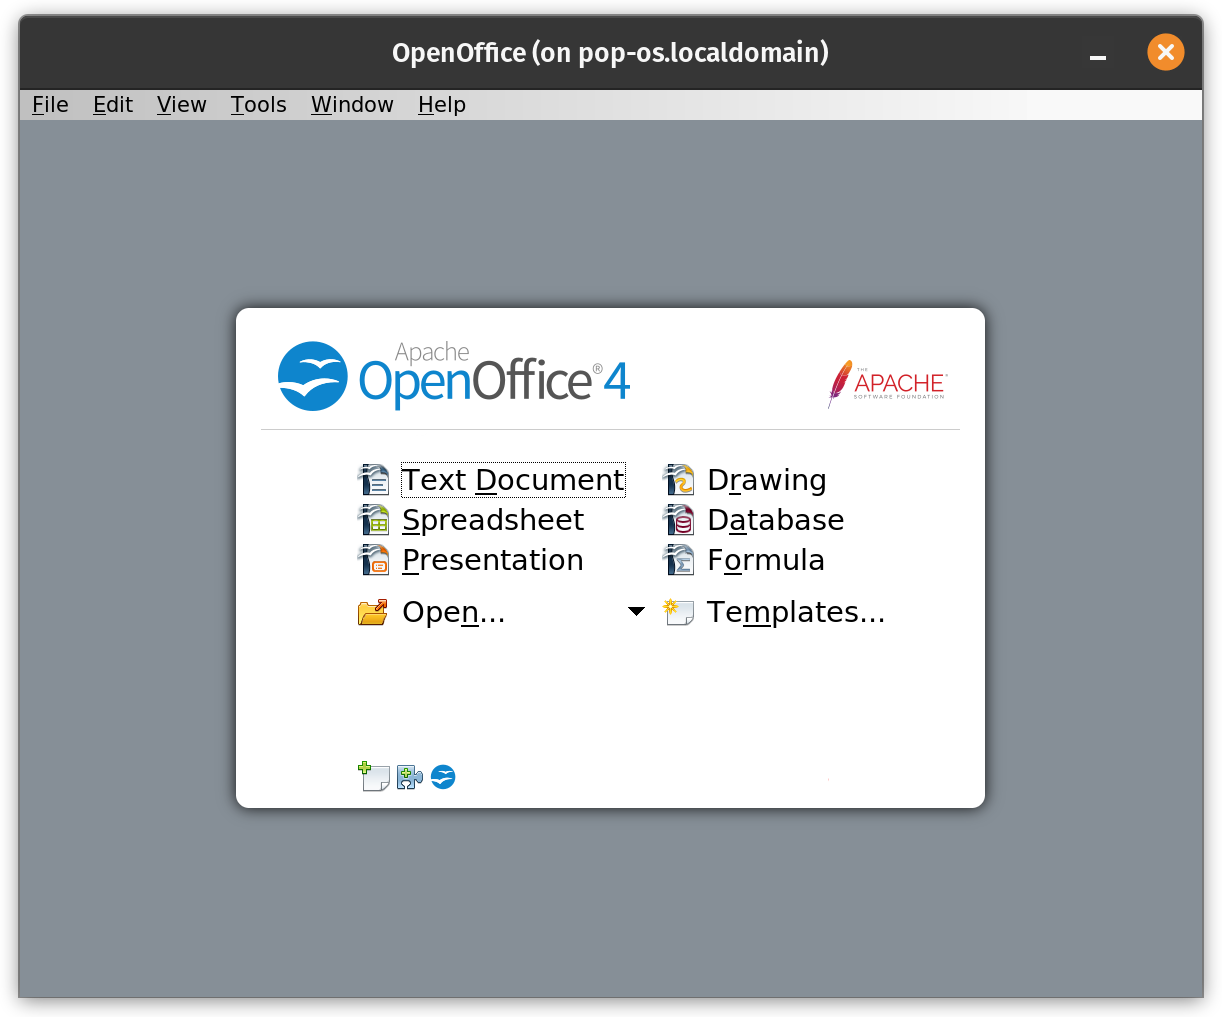 OpenOffice (on pop-os.localdomain)
File Edit View Tools Window Help
Apache
OpenOffice®4
THE
APACHE®
SOFTWARE FOUNDATION
Text Document Drawing
Spreadsheet Database
Presentation Formula
Open... Templates...